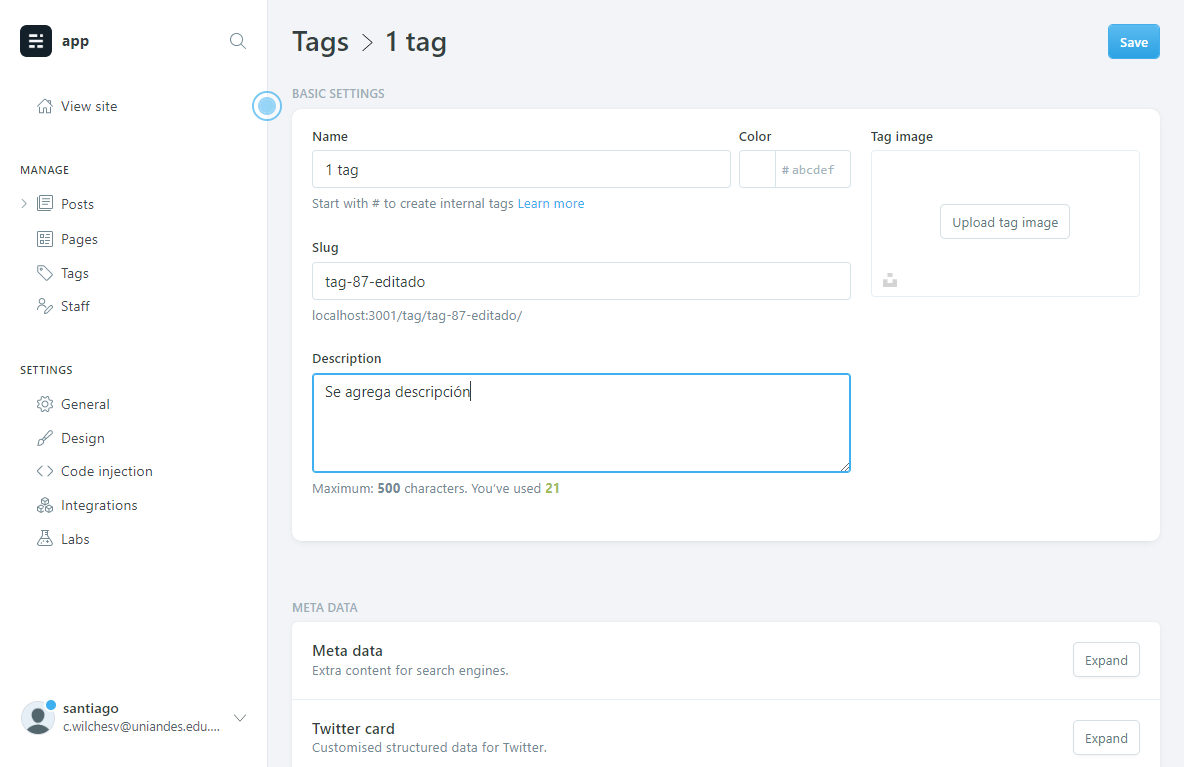 app
View site
MANAGE
Posts
Pages
Tags
Staff
SETTINGS
General
Design
Code injection
Integrations
Labs
santiago
c.wilchesv@uniandes.edu....
Tags > 1 tag
Save
BASIC SETTINGS
Name
1 tag
Start with # to create internal tags Learn more
Color
# abcdef
Slug
tag-87-editado
localhost:3001/tag/tag-87-editado/
Description
Se agrega descripción
Maximum: 500 characters. You’ve used 21
Tag image
Upload tag image
META DATA
Meta data
Extra content for search engines.
Expand
Twitter card
Customised structured data for Twitter.
Expand